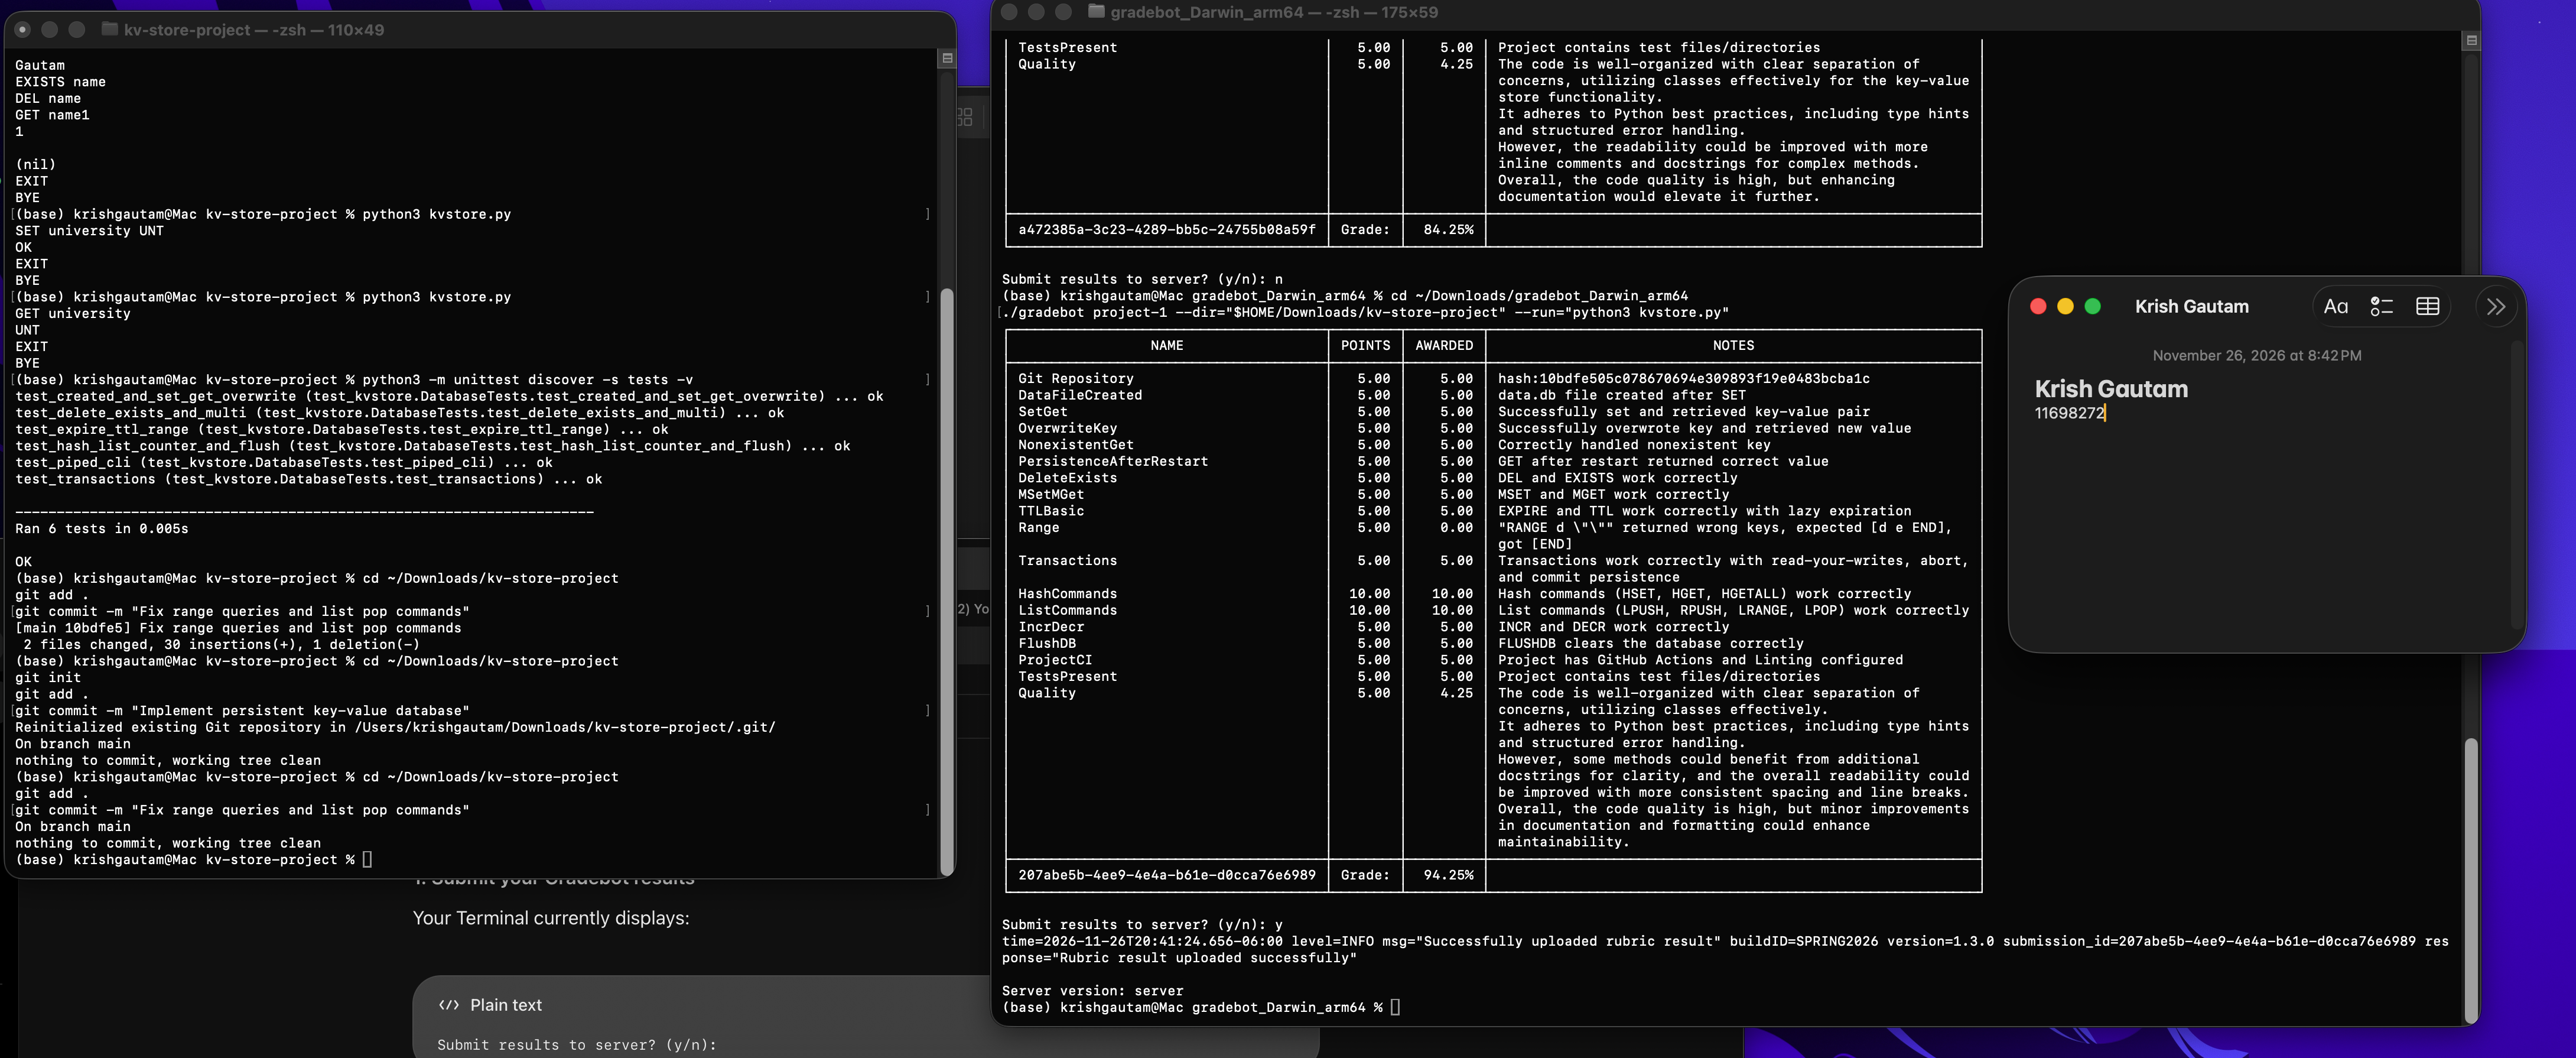 kv-store-project — -zsh — 110×49
Gautam
EXISTS name
DEL name
GET name1
1
(nil)
EXIT
BYE
[(base) krishgautam@Mac kv-store-project % python3 kvstore.py ]
SET university UNT
OK
EXIT
BYE
[(base) krishgautam@Mac kv-store-project % python3 kvstore.py ]
GET university
UNT
EXIT
BYE
[(base) krishgautam@Mac kv-store-project % python3 -m unittest discover -s tests -v ]
test_created_and_set_get_overwrite (test_kvstore.DatabaseTests.test_created_and_set_get_overwrite) ... ok
test_delete_exists_and_multi (test_kvstore.DatabaseTests.test_delete_exists_and_multi) ... ok
test_expire_ttl_range (test_kvstore.DatabaseTests.test_expire_ttl_range) ... ok
test_hash_list_counter_and_flush (test_kvstore.DatabaseTests.test_hash_list_counter_and_flush) ... ok
test_piped_cli (test_kvstore.DatabaseTests.test_piped_cli) ... ok
test_transactions (test_kvstore.DatabaseTests.test_transactions) ... ok
----------------------------------------------------------------------
Ran 6 tests in 0.005s
OK
(base) krishgautam@Mac kv-store-project % cd ~/Downloads/kv-store-project
git add .
[git commit -m "Fix range queries and list pop commands" ]
[main 10bdfe5] Fix range queries and list pop commands
2 files changed, 30 insertions(+), 1 deletion(-)
(base) krishgautam@Mac kv-store-project % cd ~/Downloads/kv-store-project
git init
git add .
[git commit -m "Implement persistent key-value database" ]
Reinitialized existing Git repository in /Users/krishgautam/Downloads/kv-store-project/.git/
On branch main
nothing to commit, working tree clean
(base) krishgautam@Mac kv-store-project % cd ~/Downloads/kv-store-project
git add .
[git commit -m "Fix range queries and list pop commands" ]
On branch main
nothing to commit, working tree clean
(base) krishgautam@Mac kv-store-project %
1. Submit your Gradebot results
Your Terminal currently displays:
</> Plain text
Submit results to server? (y/n):
2) Yo
gradebot_Darwin_arm64 — -zsh — 175×59
TestsPresent 5.00 5.00 Project contains test files/directories
Quality 5.00 4.25 The code is well-organized with clear separation of
concerns, utilizing classes effectively for the key-value
store functionality.
It adheres to Python best practices, including type hints
and structured error handling.
However, the readability could be improved with more
inline comments and docstrings for complex methods.
Overall, the code quality is high, but enhancing
documentation would elevate it further.
a472385a-3c23-4289-bb5c-24755b08a59f Grade: 84.25%
Submit results to server? (y/n): n
(base) krishgautam@Mac gradebot_Darwin_arm64 % cd ~/Downloads/gradebot_Darwin_arm64
[./gradebot project-1 --dir="$HOME/Downloads/kv-store-project" --run="python3 kvstore.py"
NAME POINTS AWARDED NOTES
Git Repository 5.00 5.00 hash:10bdfe505c078670694e309893f19e0483bcba1c
DataFileCreated 5.00 5.00 data.db file created after SET
SetGet 5.00 5.00 Successfully set and retrieved key-value pair
OverwriteKey 5.00 5.00 Successfully overwrote key and retrieved new value
NonexistentGet 5.00 5.00 Correctly handled nonexistent key
PersistenceAfterRestart 5.00 5.00 GET after restart returned correct value
DeleteExists 5.00 5.00 DEL and EXISTS work correctly
MSetMGet 5.00 5.00 MSET and MGET work correctly
TTLBasic 5.00 5.00 EXPIRE and TTL work correctly with lazy expiration
Range 5.00 0.00 "RANGE d \"\"" returned wrong keys, expected [d e END],
got [END]
Transactions 5.00 5.00 Transactions work correctly with read-your-writes, abort,
and commit persistence
HashCommands 10.00 10.00 Hash commands (HSET, HGET, HGETALL) work correctly
ListCommands 10.00 10.00 List commands (LPUSH, RPUSH, LRANGE, LPOP) work correctly
IncrDecr 5.00 5.00 INCR and DECR work correctly
FlushDB 5.00 5.00 FLUSHDB clears the database correctly
ProjectCI 5.00 5.00 Project has GitHub Actions and Linting configured
TestsPresent 5.00 5.00 Project contains test files/directories
Quality 5.00 4.25 The code is well-organized with clear separation of
concerns, utilizing classes effectively.
It adheres to Python best practices, including type hints
and structured error handling.
However, some methods could benefit from additional
docstrings for clarity, and the overall readability could
be improved with more consistent spacing and line breaks.
Overall, the code quality is high, but minor improvements
in documentation and formatting could enhance
maintainability.
207abe5b-4ee9-4e4a-b61e-d0cca76e6989 Grade: 94.25%
Submit results to server? (y/n): y
time=2026-11-26T20:41:24.656-06:00 level=INFO msg="Successfully uploaded rubric result" buildID=SPRING2026 version=1.3.0 submission_id=207abe5b-4ee9-4e4a-b61e-d0cca76e6989 res
ponse="Rubric result uploaded successfully"
Server version: server
(base) krishgautam@Mac gradebot_Darwin_arm64 %
Krish Gautam
Aa
November 26, 2026 at 8:42 PM
Krish Gautam
11698272